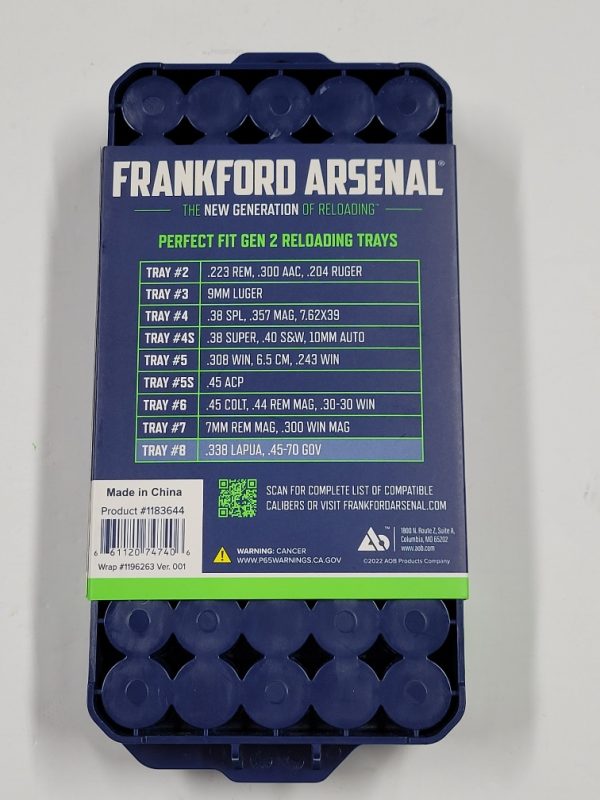 FRANKFORD ARSENAL®
THE NEW GENERATION OF RELOADING™
PERFECT FIT GEN 2 RELOADING TRAYS
TRAY #2 .223 REM, .300 AAC, .204 RUGER
TRAY #3 9MM LUGER
TRAY #4 .38 SPL, .357 MAG, 7.62X39
TRAY #4S .38 SUPER, .40 S&W, 10MM AUTO
TRAY #5 .308 WIN, 6.5 CM, .243 WIN
TRAY #5S .45 ACP
TRAY #6 .45 COLT, .44 REM MAG, .30-30 WIN
TRAY #7 7MM REM MAG, .300 WIN MAG
TRAY #8 .338 LAPUA, .45-70 GOV
Made in China
Product #1183644
6 61120 74740 6
Wrap #1196263 Ver. 001
SCAN FOR COMPLETE LIST OF COMPATIBLE
CALIBERS OR VISIT FRANKFORDARSENAL.COM
WARNING: CANCER
WWW.P65WARNINGS.CA.GOV
AOB
1800 N. Route Z, Suite A,
Columbia, MO 65202
www.aob.com
©2022 AOB Products Company